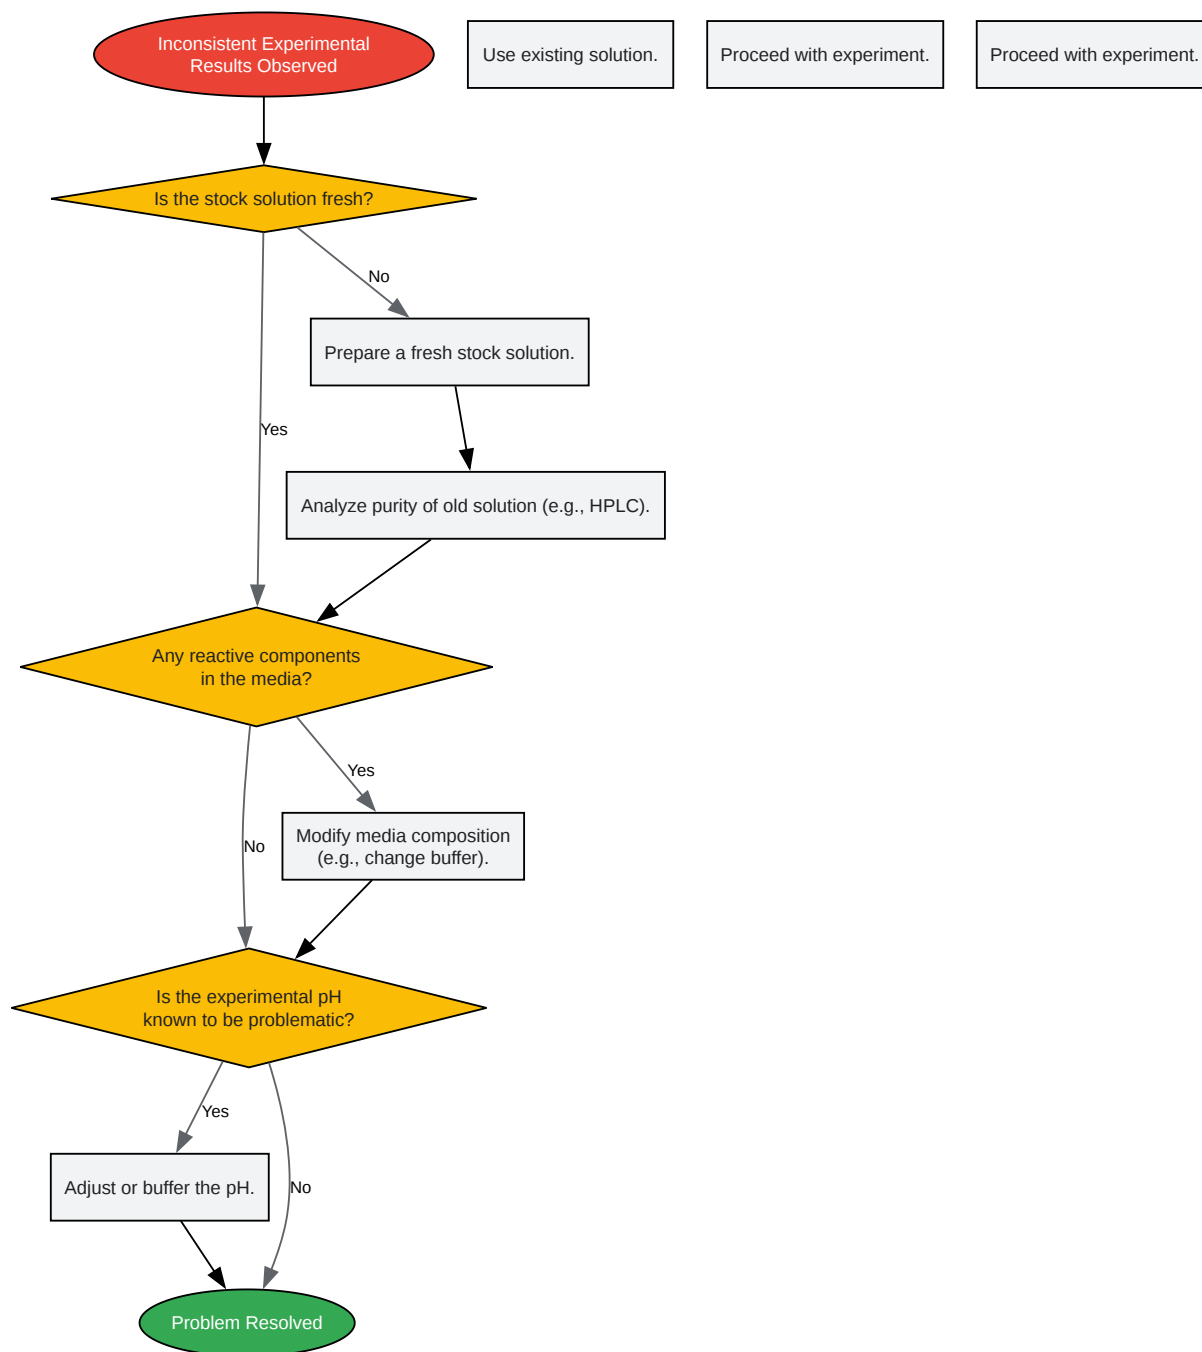 Inconsistent Experimental
Results Observed
Use existing solution.
Proceed with experiment.
Proceed with experiment.
Is the stock solution fresh?
No
Prepare a fresh stock solution.
Yes
Analyze purity of old solution (e.g., HPLC).
Any reactive components
in the media?
Yes
Modify media composition
(e.g., change buffer).
No
Is the experimental pH
known to be problematic?
Yes
Adjust or buffer the pH.
No
Problem Resolved